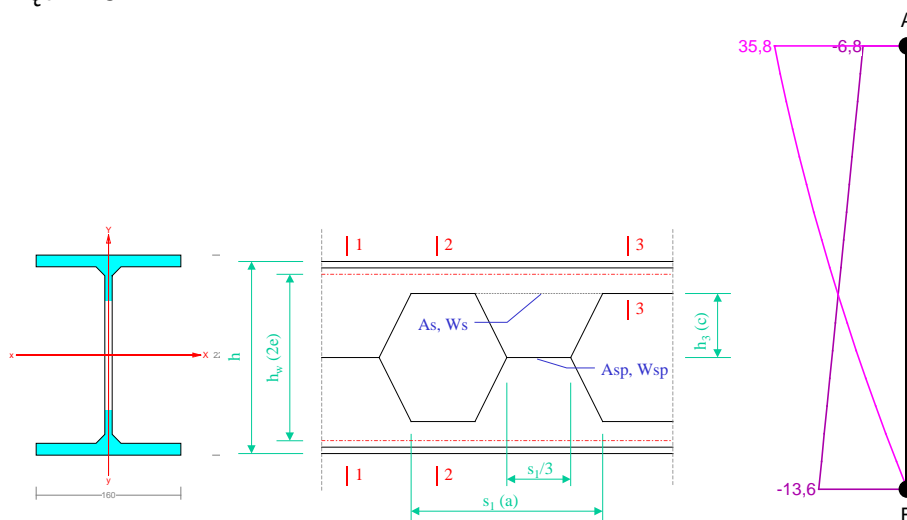 A
35,8
-6,8
Y
1
2
3
x
X
h
h_w (2e)
As, Ws
3
h_3 (c)
Asp, Wsp
y
160
1
2
s_1/3
s_1 (a)
-13,6